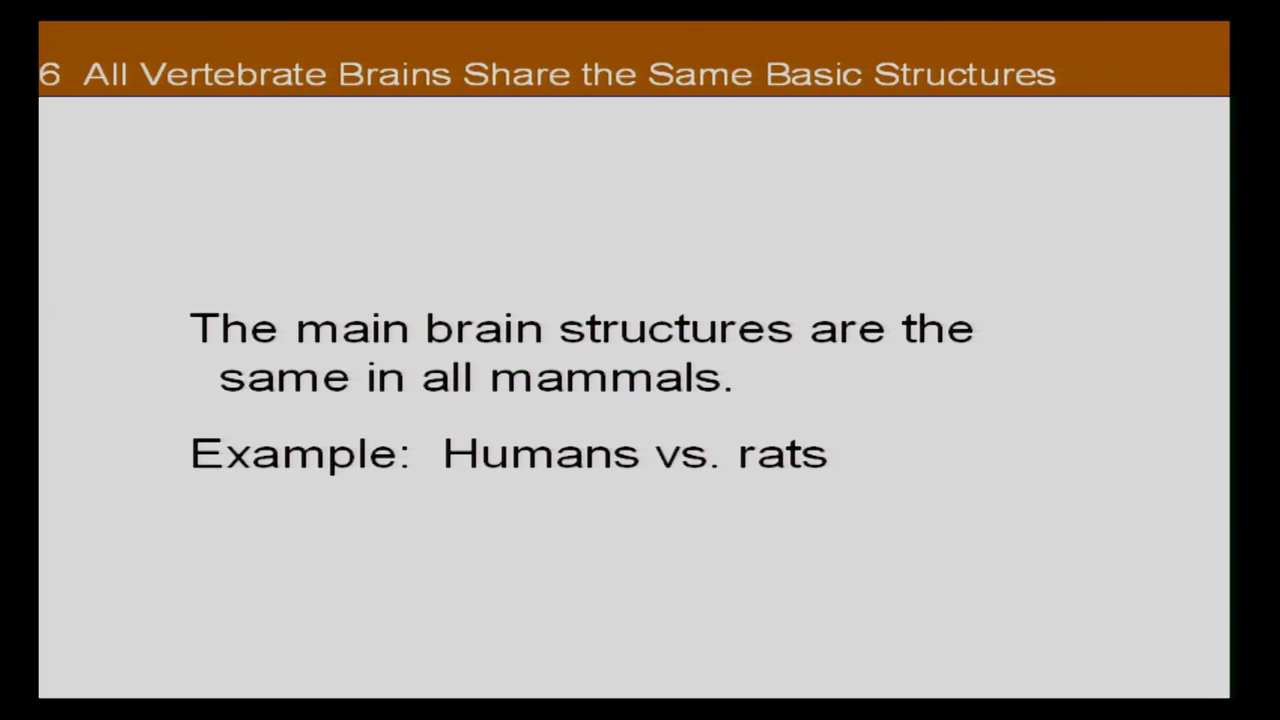 6 All Vertebrate Brains Share the Same Basic Structures
The main brain structures are the
same in all mammals.
Example: Humans vs. rats